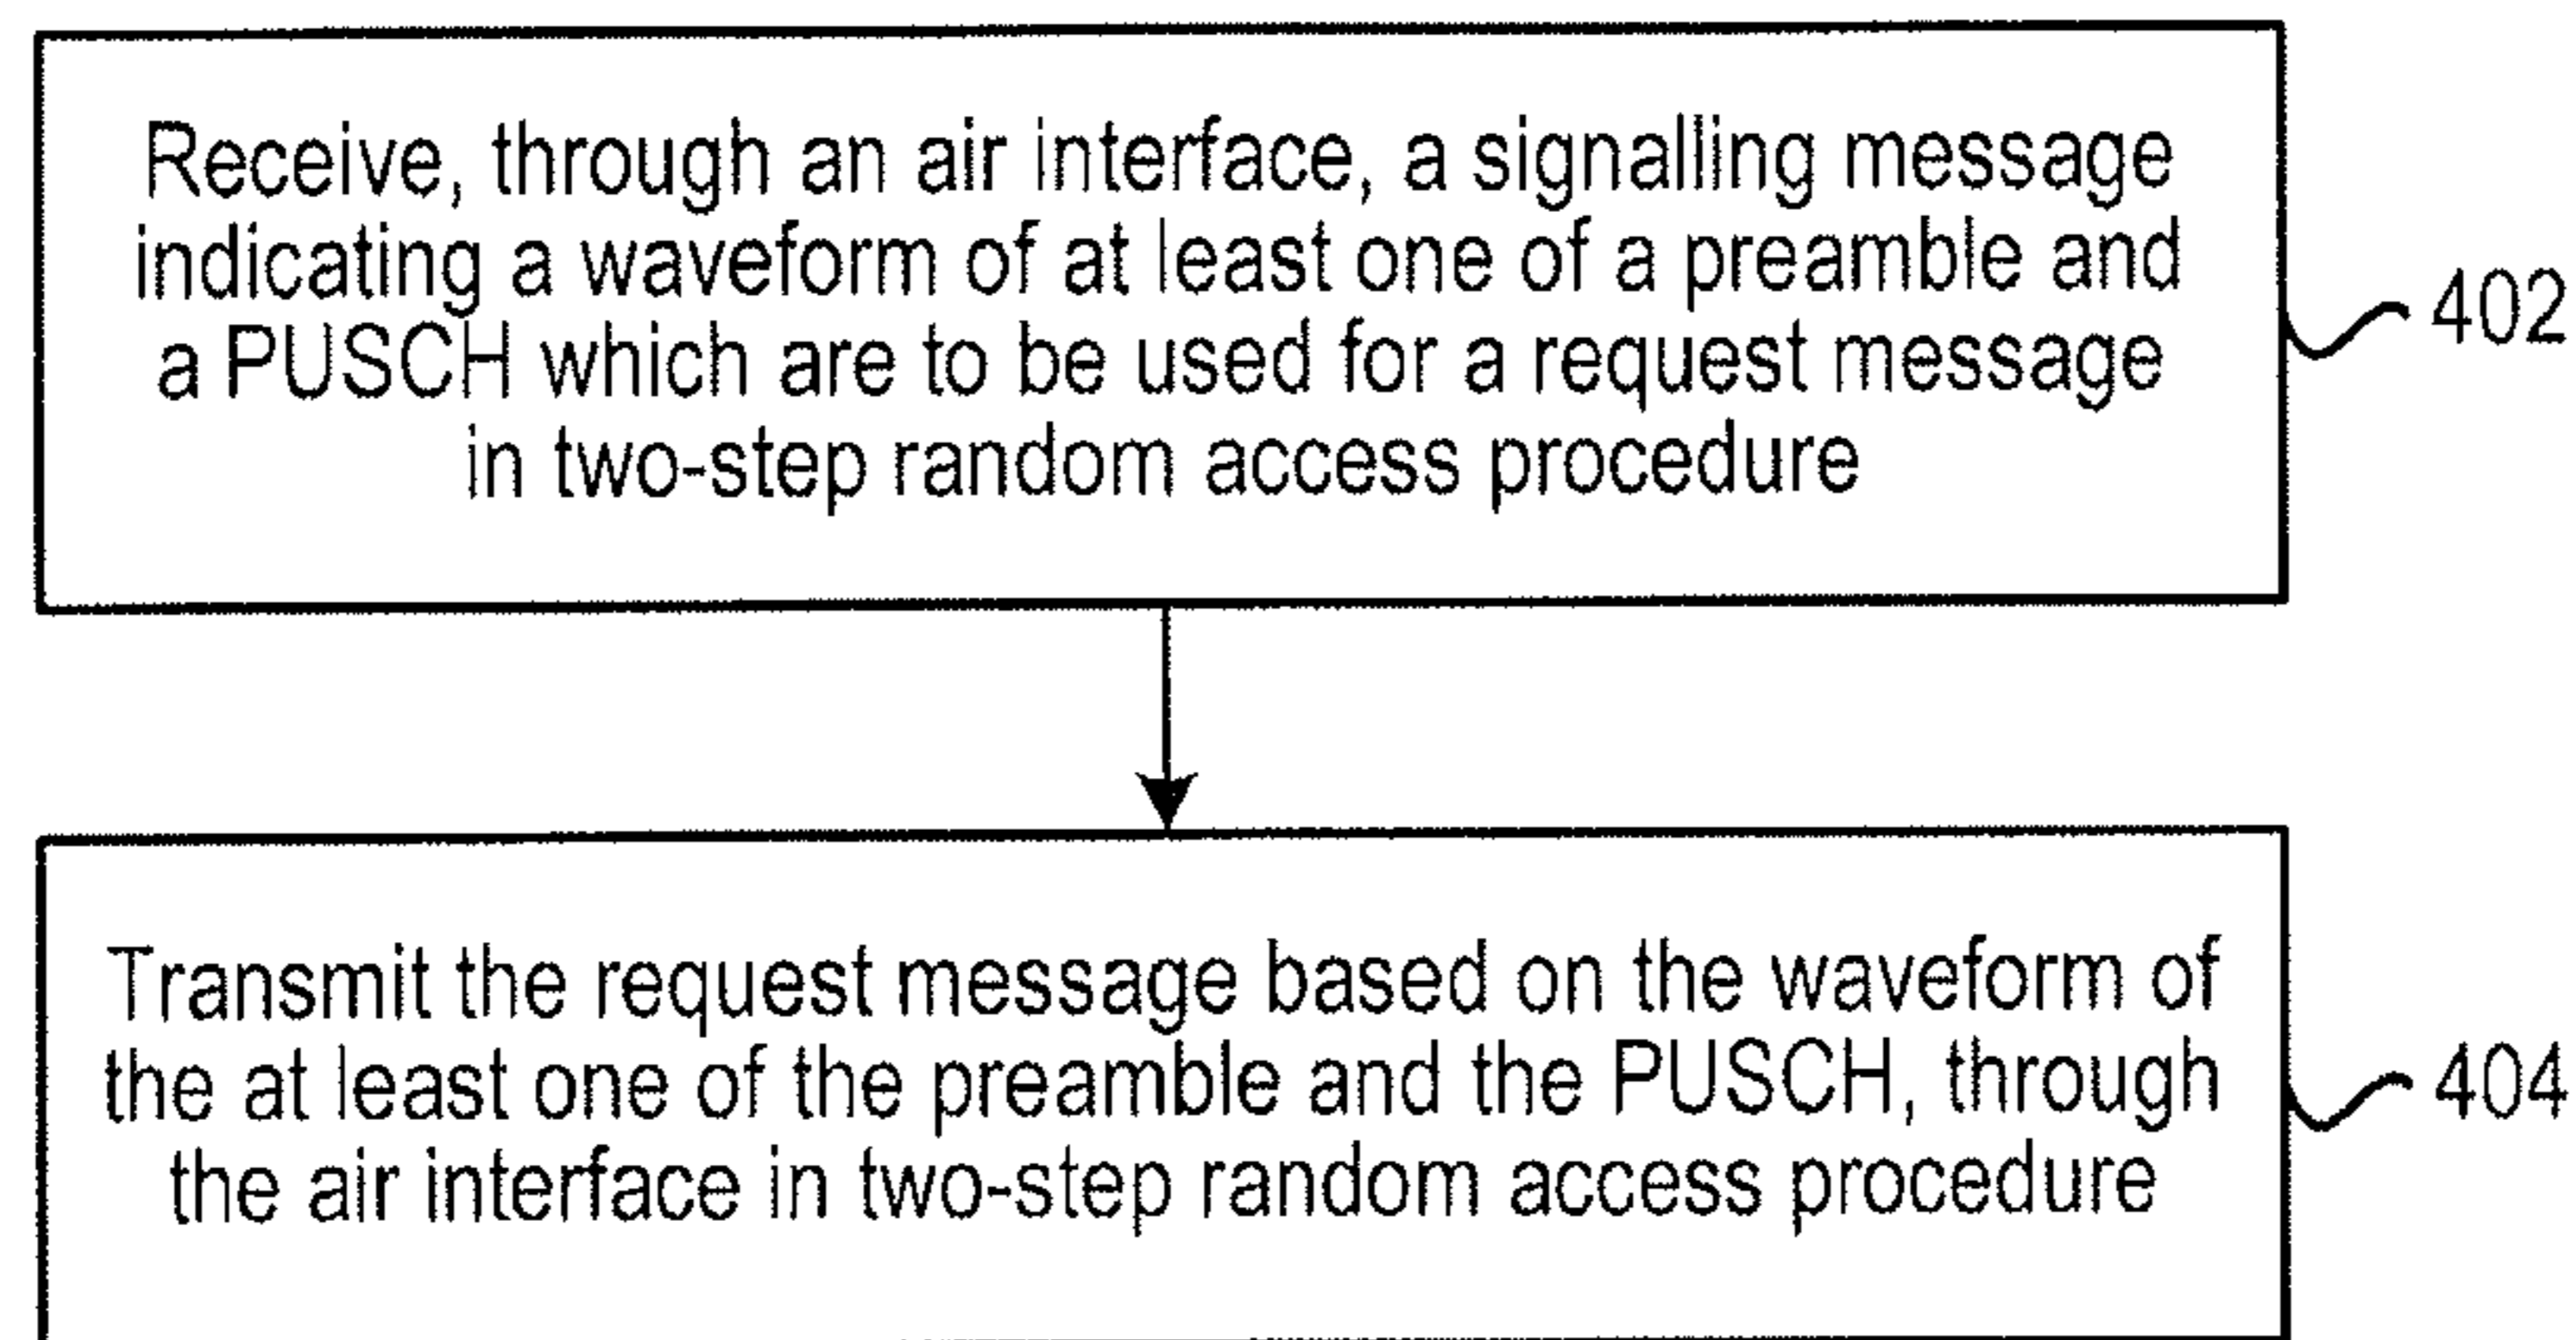 Receive, through an air interface, a signalling message
indicating a waveform of at least one of a preamble and
a PUSCH which are to be used for a request message
in two-step random access procedure
402
Transmit the request message based on the waveform of
the at least one of the preamble and the PUSCH, through
the air interface in two-step random access procedure
404